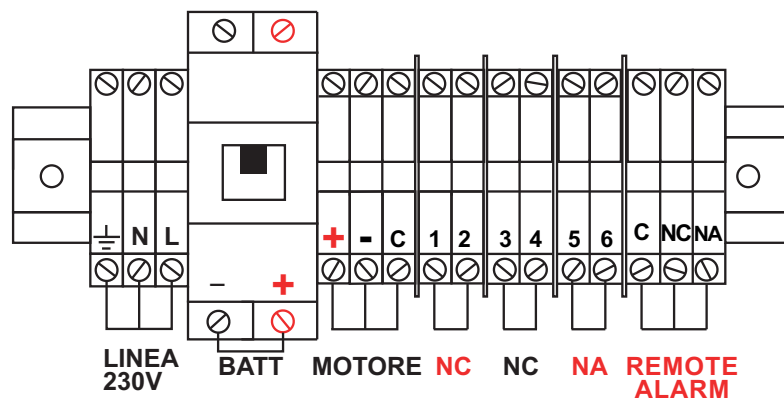 N L + - C 1 2 3 4 5 6 C NC NA
- +
LINEA
230V
BATT MOTORE NC NC NA REMOTE
ALARM